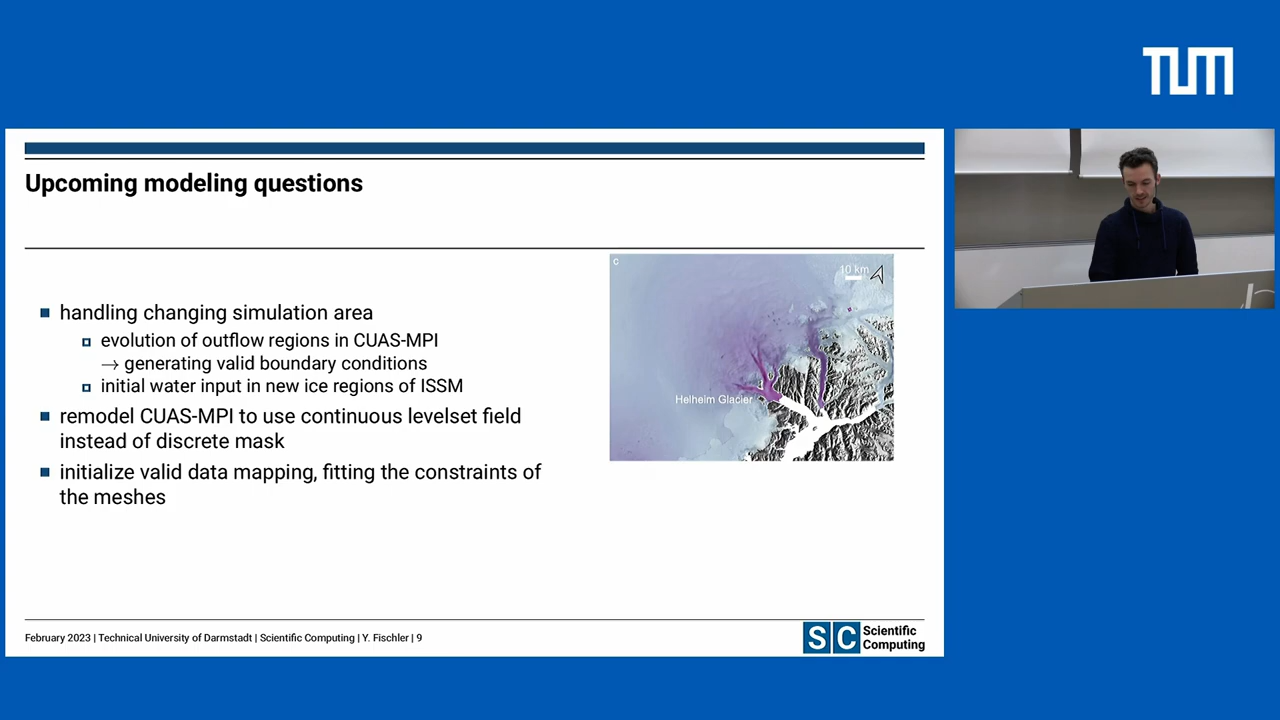 TUM
Upcoming modeling questions
handling changing simulation area
evolution of outflow regions in CUAS-MPI
→ generating valid boundary conditions
initial water input in new ice regions of ISSM
remodel CUAS-MPI to use continuous levelset field
instead of discrete mask
initialize valid data mapping, fitting the constraints of
the meshes
c
10 km
Helheim Glacier
February 2023 | Technical University of Darmstadt | Scientific Computing | Y. Fischler | 9
SC Scientific
Computing